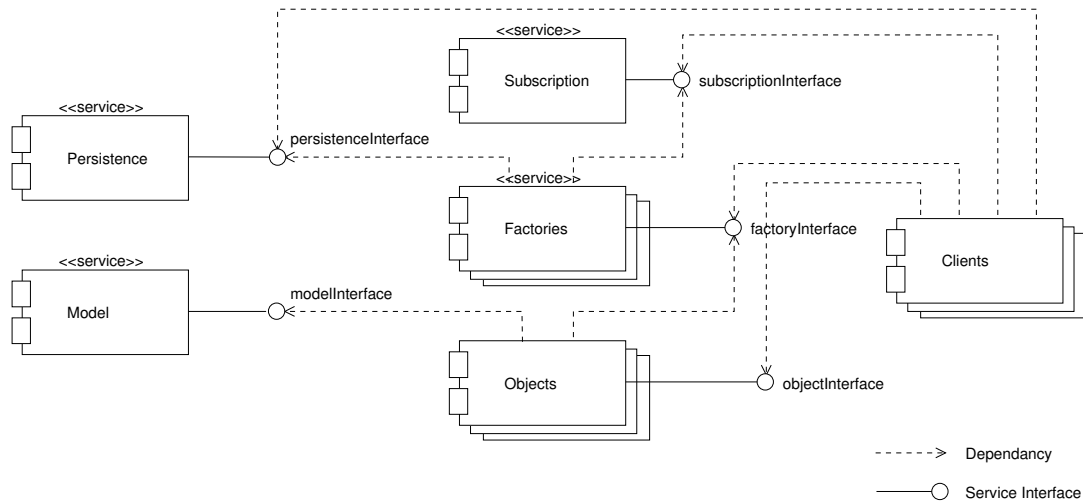 <<service>>
Subscription
subscriptionInterface
<<service>>
Persistence
persistenceInterface
<<service>>
Factories
factoryInterface
Clients
<<service>>
Model
modelInterface
Objects
objectInterface
Dependancy
Service Interface